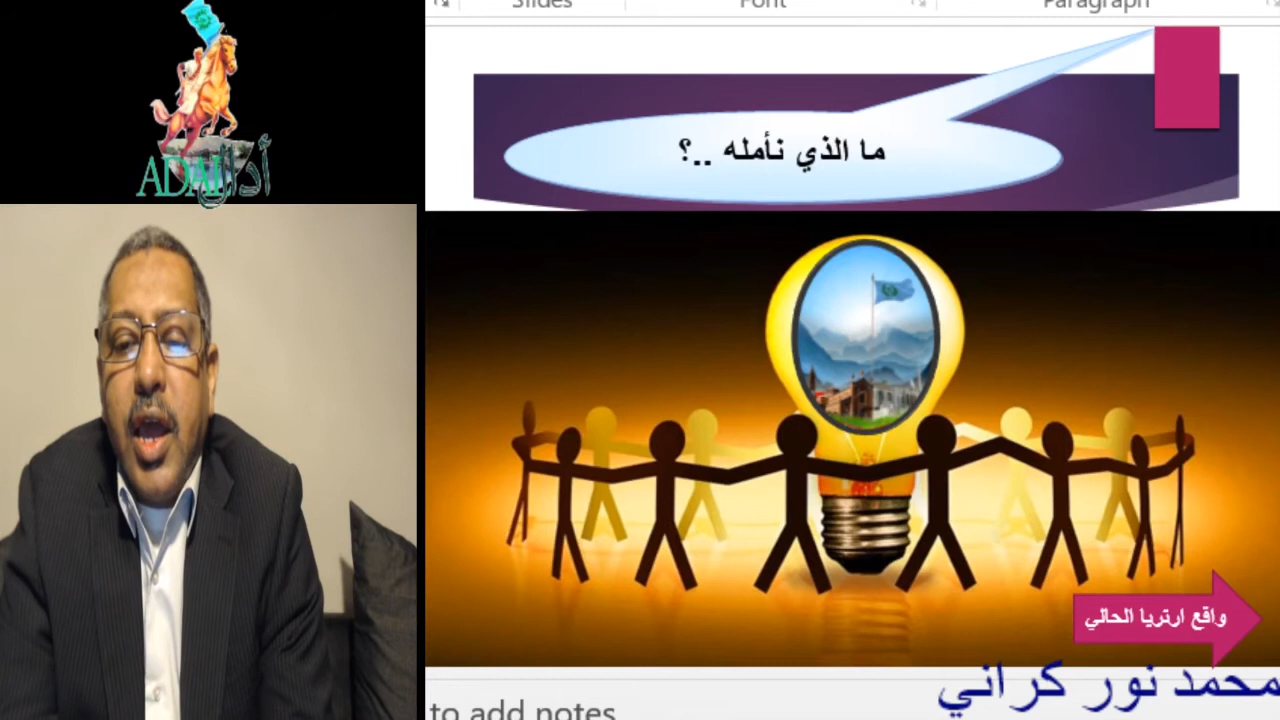 Slides Font Paragraph
ما الذي نأمله ..؟
ADAL أدال
واقع ارتريا الحالي
محمد نور كراني
to add notes